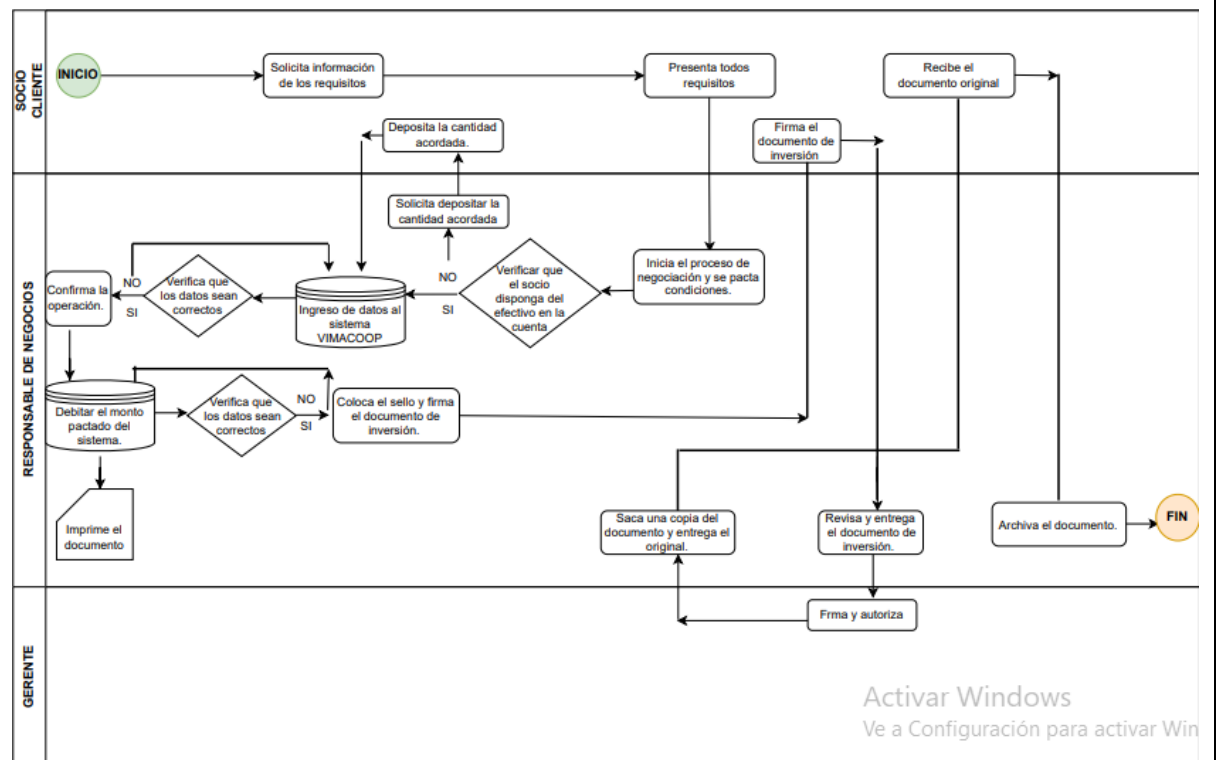 SOCIO
CLIENTE
INICIO
Solicita información
de los requisitos
Presenta todos
requisitos
Recibe el
documento original
Deposita la cantidad
acordada.
Firma el
documento de
inversión
RESPONSABLE DE NEGOCIOS
Solicita depositar la
cantidad acordada
Inicia el proceso de
negociación y se pacta
condiciones.
Verificar que
el socio
disponga del
efectivo en la
cuenta
NO
SI
Ingreso de datos al
sistema
VIMACOOP
Verifica que
los datos sean
correctos
NO
SI
Confirma la
operación.
Debitar el monto
pactado del
sistema.
Verifica que
los datos sean
correctos
NO
SI
Coloca el sello y firma
el documento de
inversión.
Imprime el
documento
Saca una copia del
documento y entrega el
original.
Revisa y entrega
el documento de
inversión.
Archiva el documento.
FIN
GERENTE
Frma y autoriza
Activar Windows
Ve a Configuración para activar Win